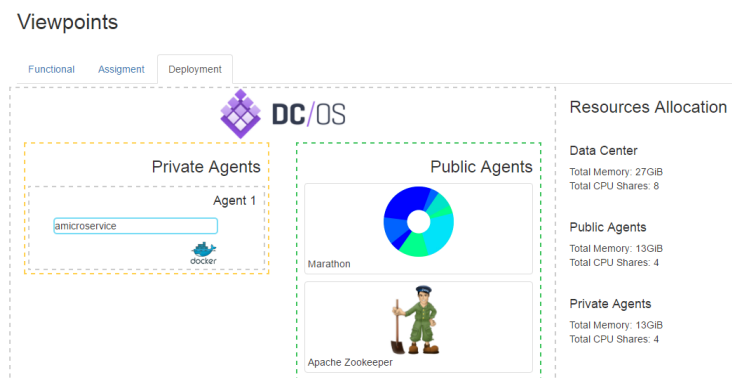 Viewpoints
Functional
Assigment
Deployment
DC/OS
Private Agents
Agent 1
amicroservice
docker
Public Agents
Marathon
Apache Zookeeper
Resources Allocation
Data Center
Total Memory: 27GiB
Total CPU Shares: 8
Public Agents
Total Memory: 13GiB
Total CPU Shares: 4
Private Agents
Total Memory: 13GiB
Total CPU Shares: 4